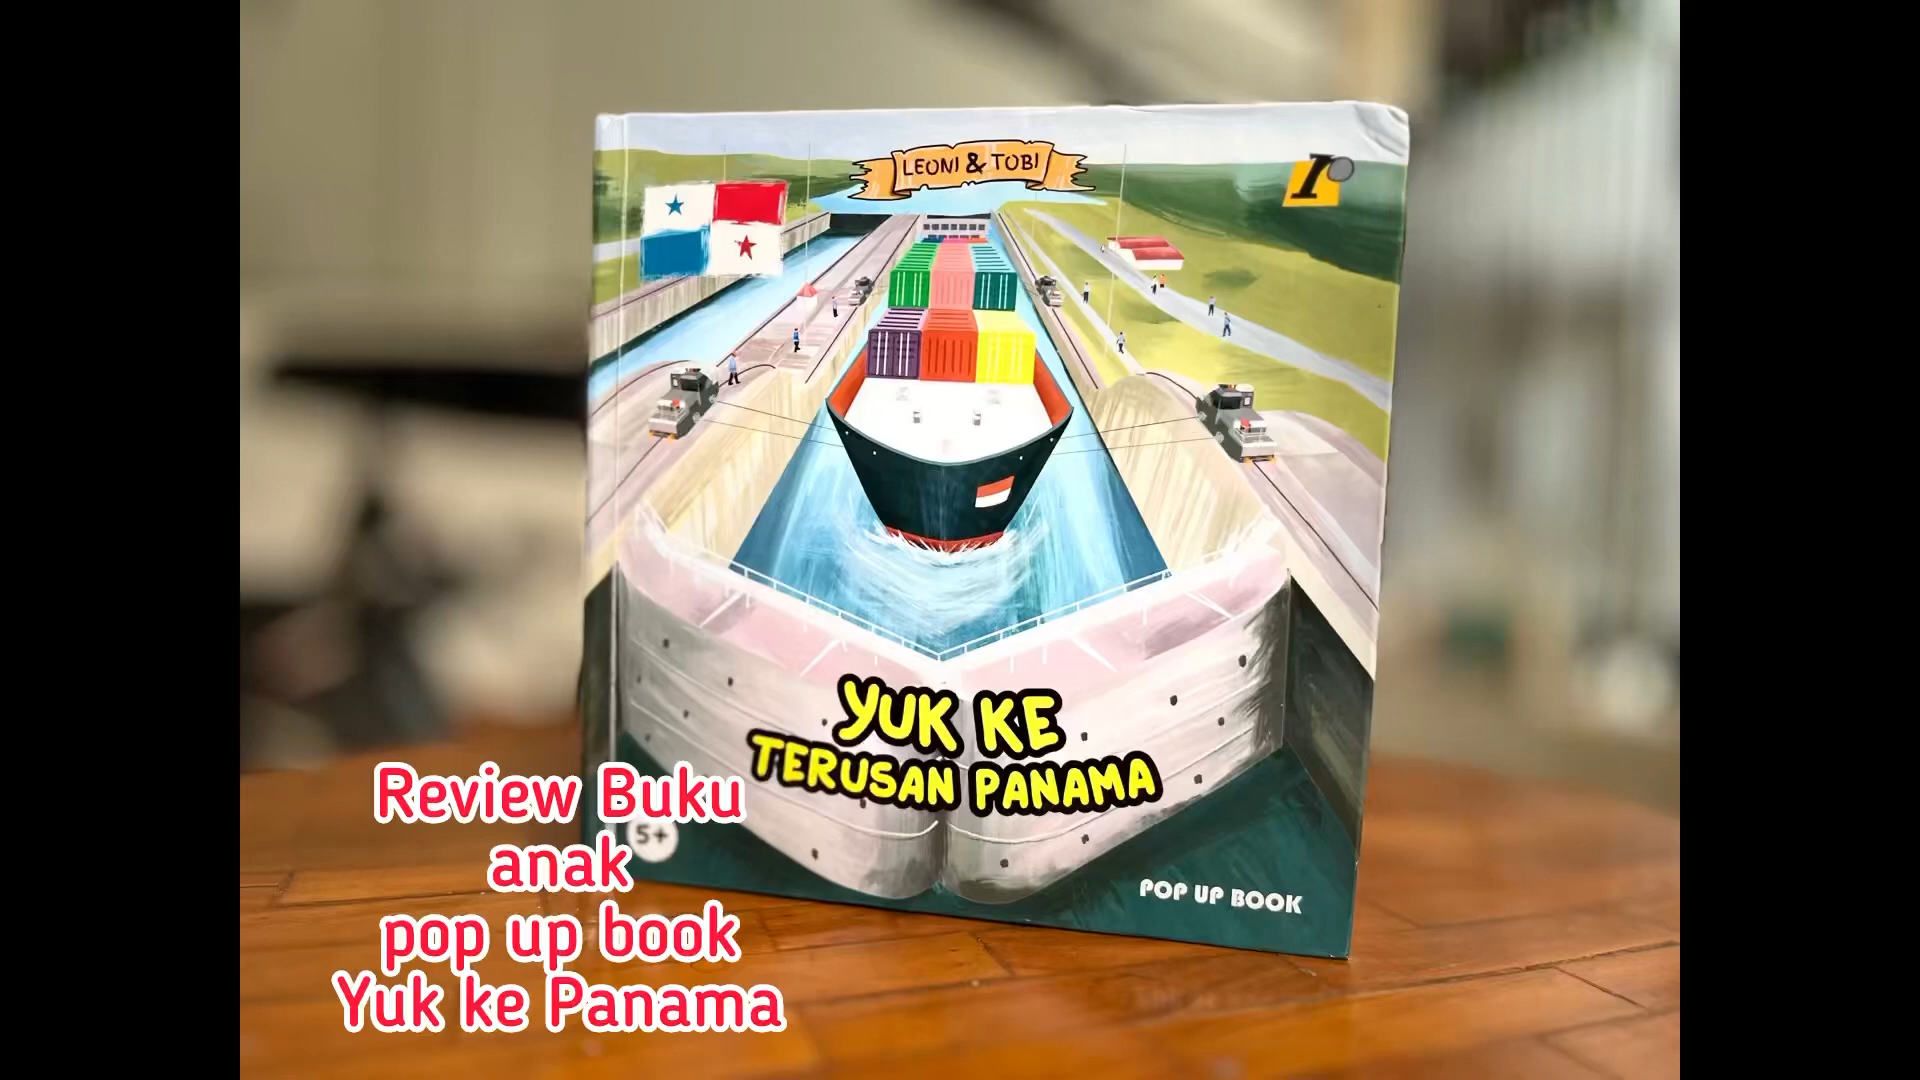 LEONI & TOBI
r
YUK KE
TERUSAN PANAMA
5+
POP UP BOOK
Review Buku
anak
pop up book
Yuk ke Panama